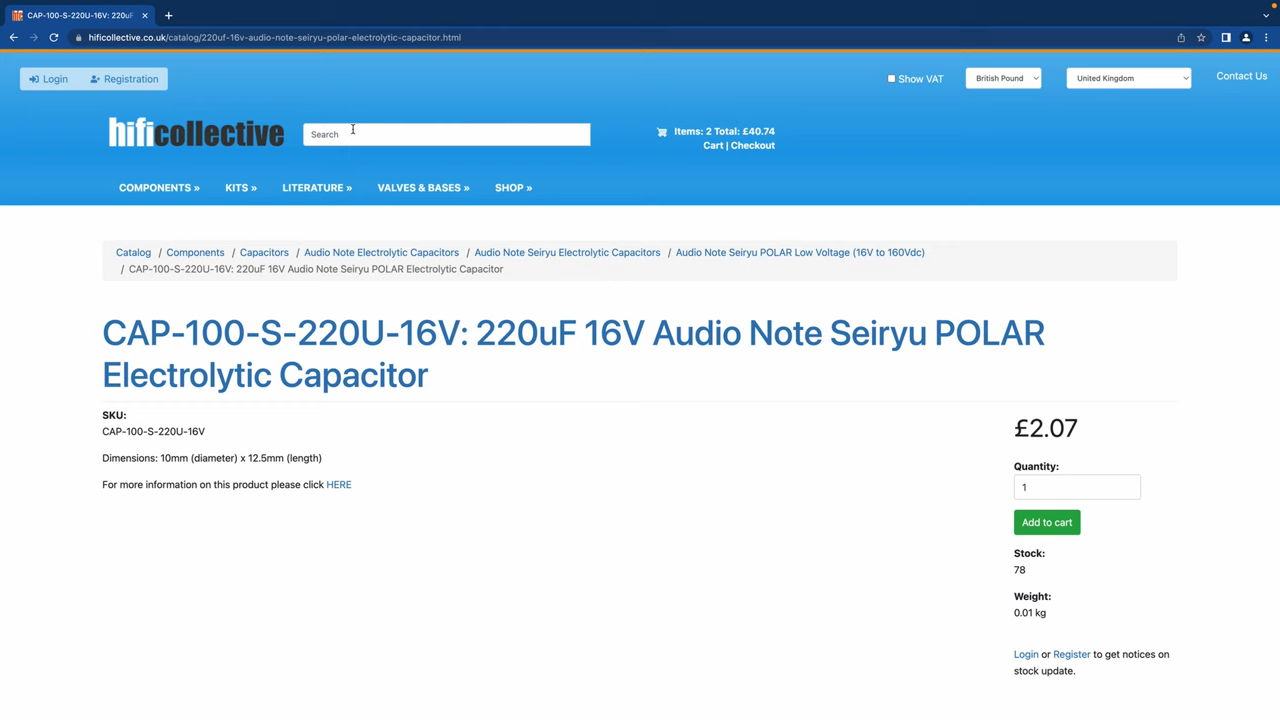 CAP-100-S-220U-16V: 220uF
hificollective.co.uk/catalog/220uf-16v-audio-note-seiryu-polar-electrolytic-capacitor.html
Login Registration
Show VAT British Pound United Kingdom Contact Us
hificollective
Search
Items: 2 Total: £40.74
Cart | Checkout
COMPONENTS » KITS » LITERATURE » VALVES & BASES » SHOP »
Catalog / Components / Capacitors / Audio Note Electrolytic Capacitors / Audio Note Seiryu Electrolytic Capacitors / Audio Note Seiryu POLAR Low Voltage (16V to 160Vdc)
/ CAP-100-S-220U-16V: 220uF 16V Audio Note Seiryu POLAR Electrolytic Capacitor
CAP-100-S-220U-16V: 220uF 16V Audio Note Seiryu POLAR
Electrolytic Capacitor
SKU:
CAP-100-S-220U-16V
Dimensions: 10mm (diameter) x 12.5mm (length)
For more information on this product please click HERE
£2.07
Quantity:
1
Add to cart
Stock:
78
Weight:
0.01 kg
Login or Register to get notices on
stock update.